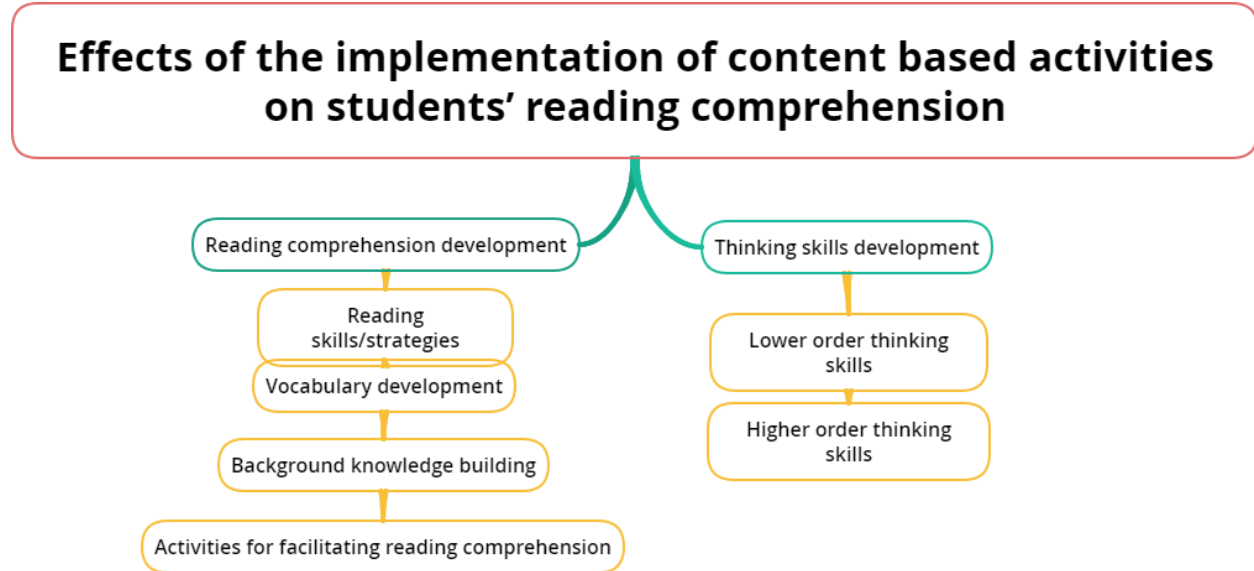 Effects of the implementation of content based activities
on students’ reading comprehension
Reading comprehension development
Reading
skills/strategies
Vocabulary development
Background knowledge building
Activities for facilitating reading comprehension
Thinking skills development
Lower order thinking
skills
Higher order thinking
skills